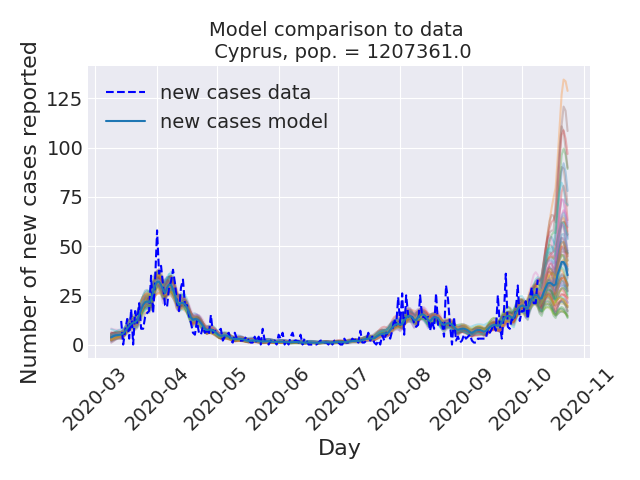 Model comparison to data
Cyprus, pop. = 1207361.0
Number of new cases reported
125
100
75
50
25
0
new cases data
new cases model
2020-03
2020-04
2020-05
2020-06
2020-07
2020-08
2020-09
2020-10
2020-11
Day